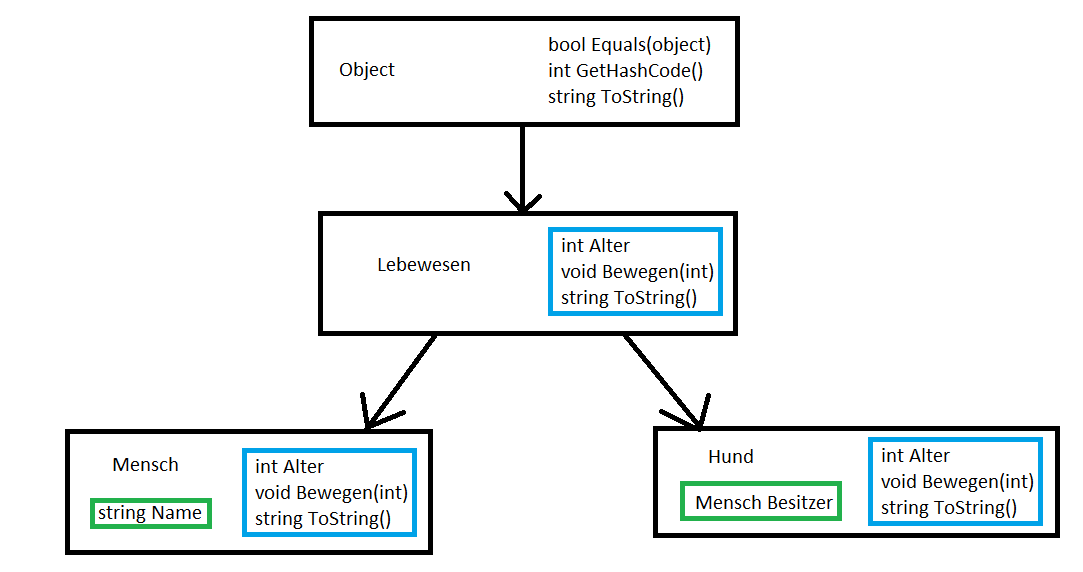 Object
bool Equals(object)
int GetHashCode()
string ToString()
Lebewesen
int Alter
void Bewegen(int)
string ToString()
Mensch
string Name
int Alter
void Bewegen(int)
string ToString()
Hund
Mensch Besitzer
int Alter
void Bewegen(int)
string ToString()